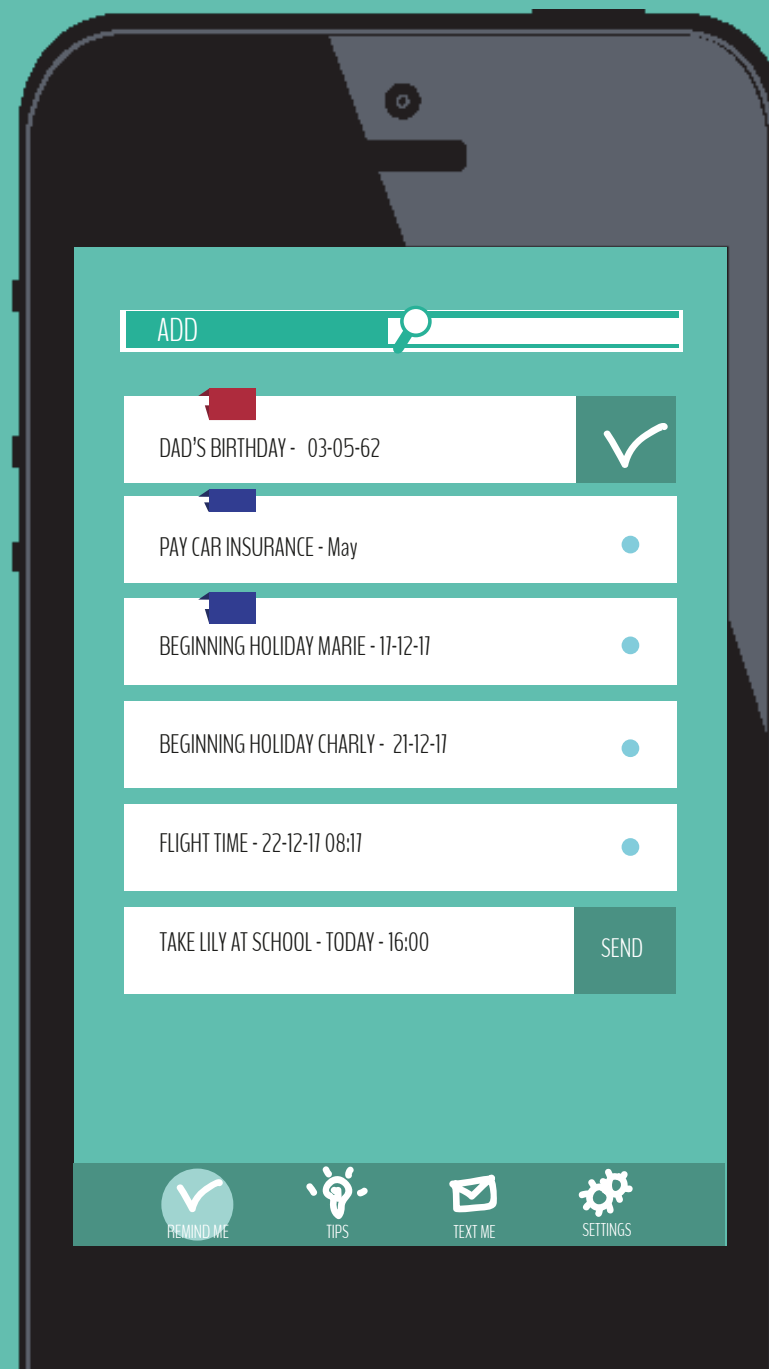 ADD
DAD'S BIRTHDAY - 03-05-62
PAY CAR INSURANCE - May
BEGINNING HOLIDAY MARIE - 17-12-17
BEGINNING HOLIDAY CHARLY - 21-12-17
FLIGHT TIME - 22-12-17 08:17
TAKE LILY AT SCHOOL - TODAY - 16:00
SEND
REMIND ME
TIPS
TEXT ME
SETTINGS